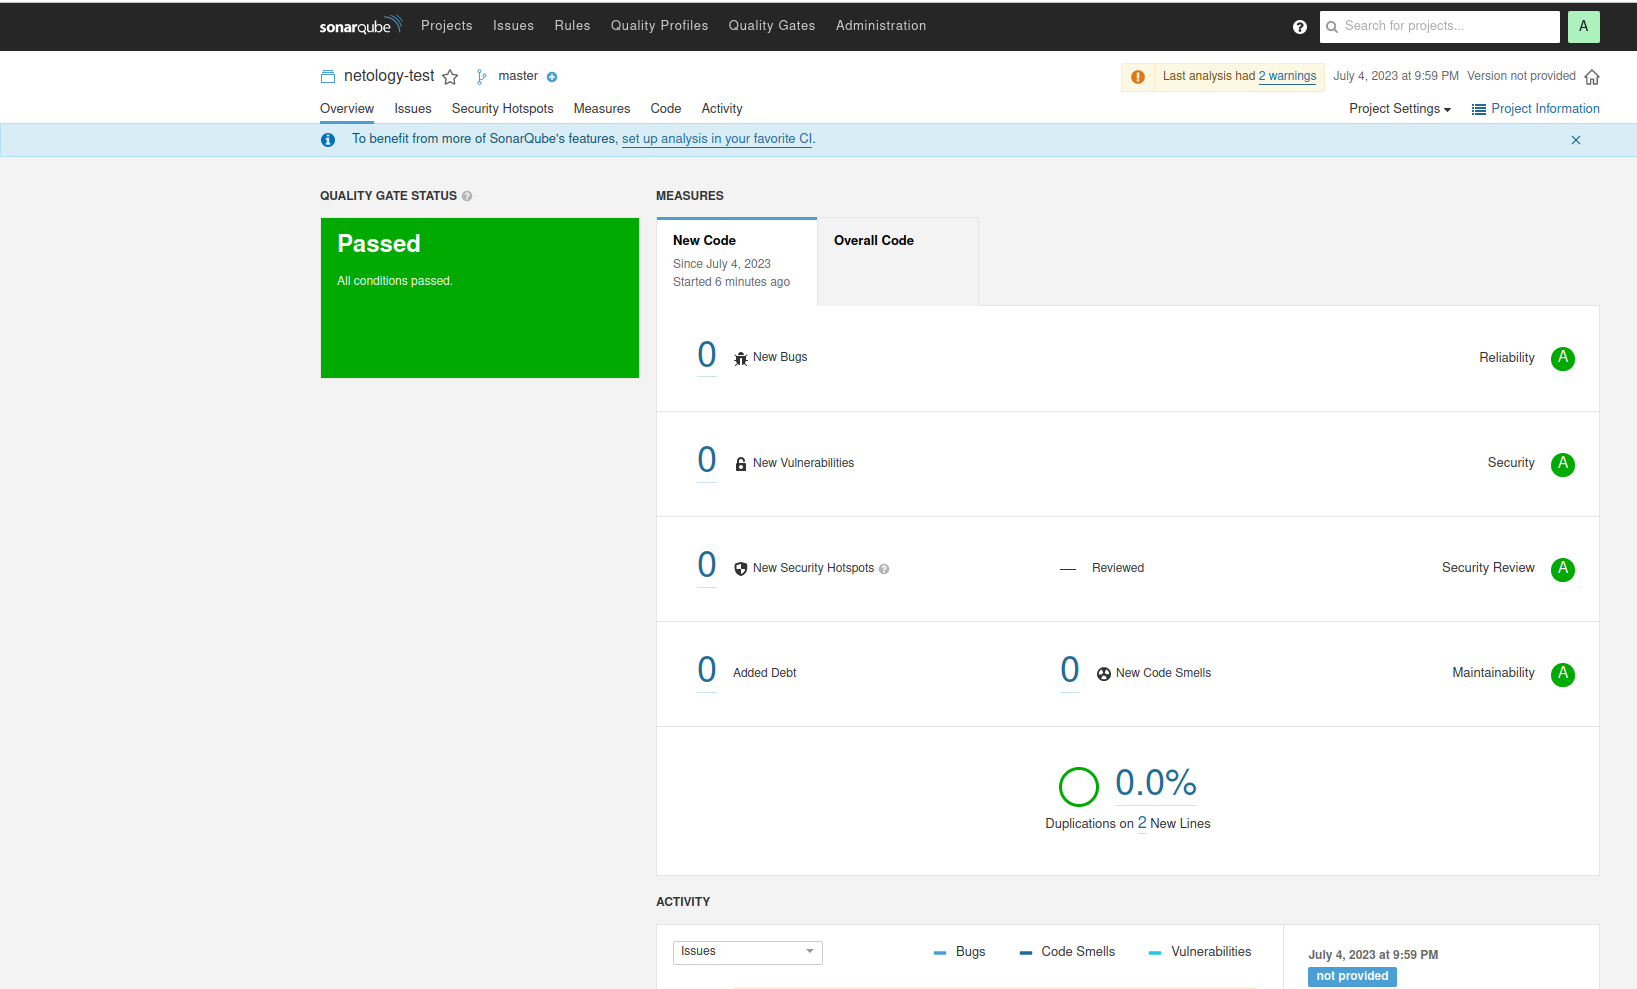 sonarqube Projects Issues Rules Quality Profiles Quality Gates Administration ? Search for projects... A
netology-test master Last analysis had 2 warnings July 4, 2023 at 9:59 PM Version not provided
Overview Issues Security Hotspots Measures Code Activity Project Settings Project Information
To benefit from more of SonarQube's features, set up analysis in your favorite CI.
QUALITY GATE STATUS ?
Passed
All conditions passed.
MEASURES
New Code
Since July 4, 2023
Started 6 minutes ago
Overall Code
0 New Bugs Reliability A
0 New Vulnerabilities Security A
0 New Security Hotspots ? — Reviewed Security Review A
0 Added Debt 0 New Code Smells Maintainability A
0.0%
Duplications on 2 New Lines
ACTIVITY
Issues Bugs Code Smells Vulnerabilities
July 4, 2023 at 9:59 PM
not provided